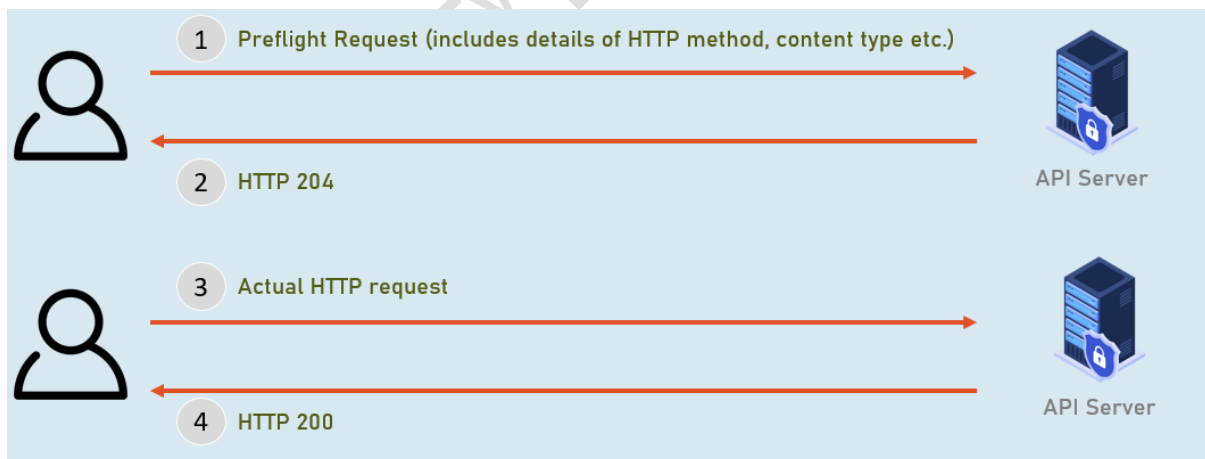 1 Preflight Request (includes details of HTTP method, content type etc.)
API Server
2 HTTP 204
3 Actual HTTP request
API Server
4 HTTP 200